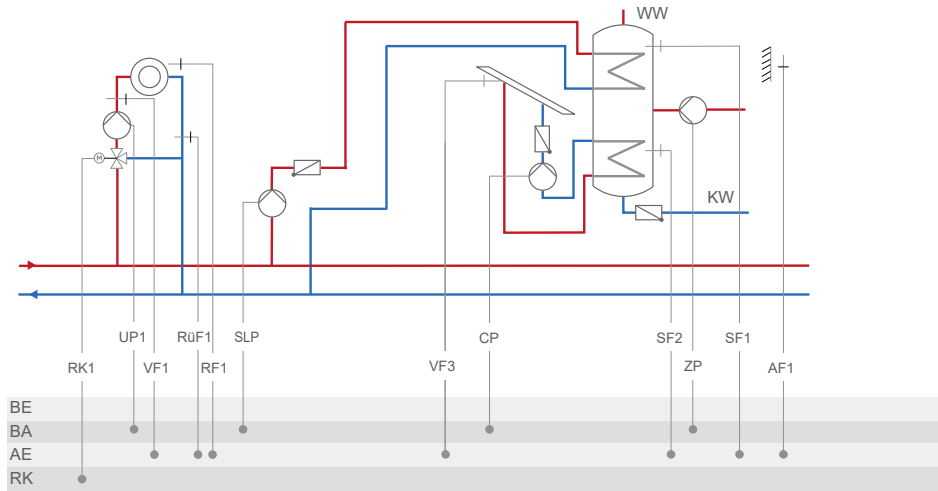 WW
M
KW
UP1 RüF1 SLP CP SF2 SF1
RK1 VF1 RF1 VF3 ZP AF1
BE
BA
AE
RK